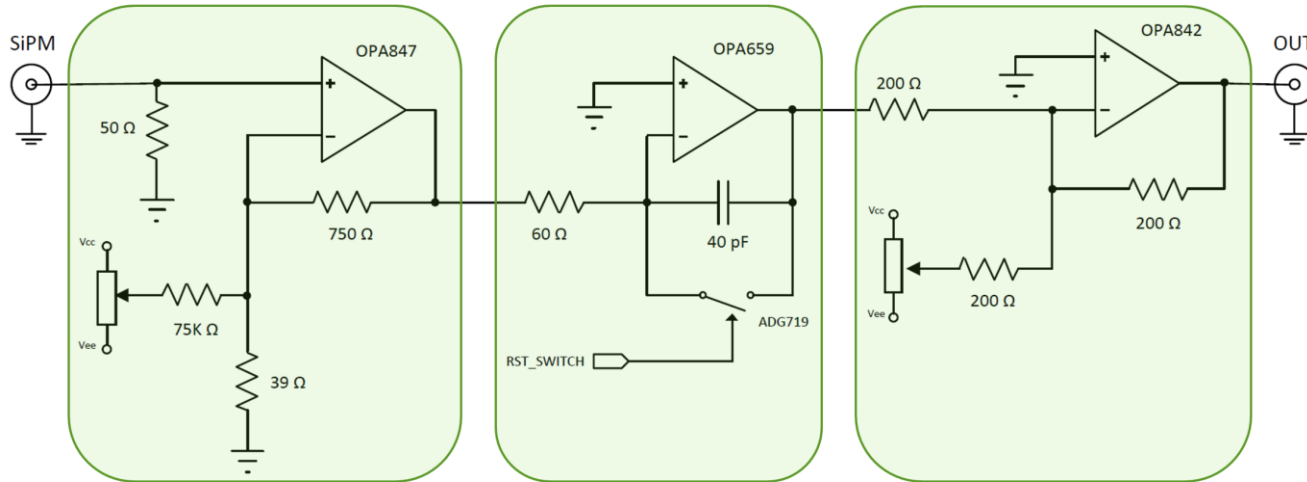 SiPM
OPA847
50 Ω
750 Ω
Vcc
75K Ω
Vee
39 Ω
OPA659
60 Ω
40 pF
ADG719
RST_SWITCH
OPA842
OUT
200 Ω
200 Ω
Vcc
200 Ω
Vee
+
−
+
−
+
−